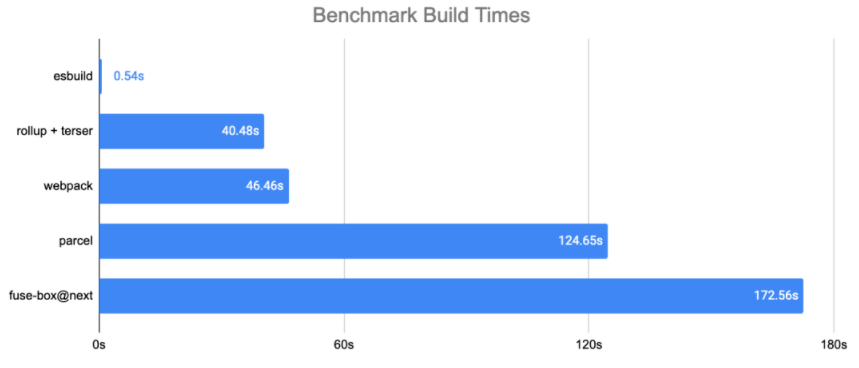 Benchmark Build Times
esbuild 0.54s
rollup + terser 40.48s
webpack 46.46s
parcel 124.65s
fuse-box@next 172.56s
0s 60s 120s 180s